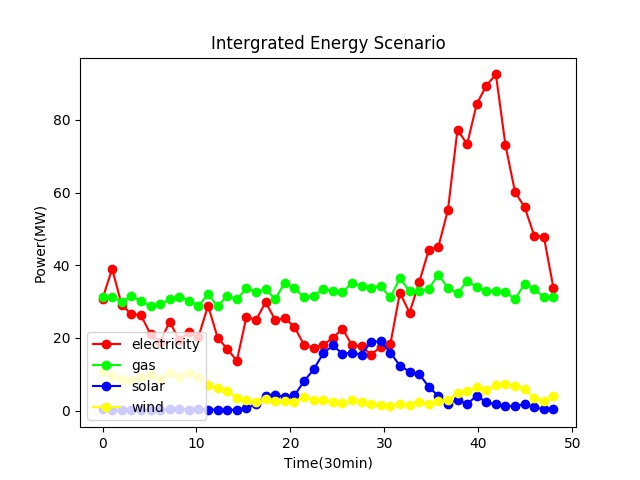 Intergrated Energy Scenario
Power(MW)
80
60
40
20
0
electricity
gas
solar
wind
0 10 20 30 40 50
Time(30min)